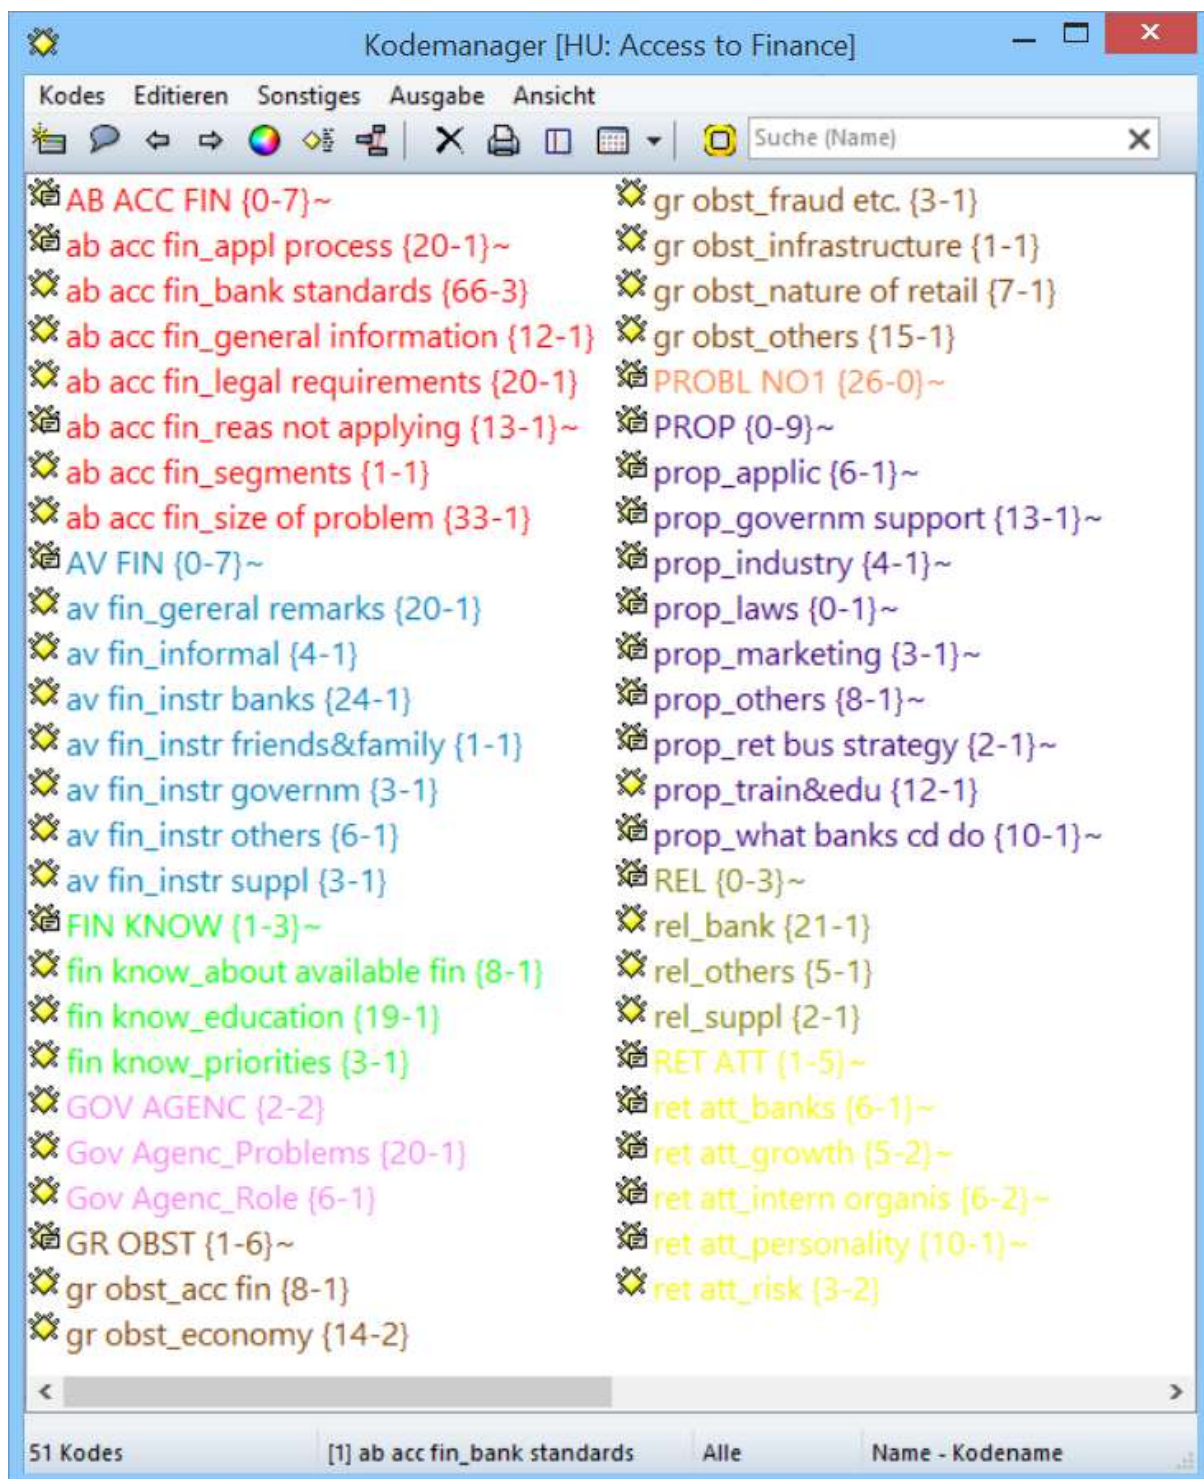 Kodemanager [HU: Access to Finance]
Kodes Editieren Sonstiges Ausgabe Ansicht
Suche (Name)
AB ACC FIN {0-7}~
ab acc fin_appl process {20-1}~
ab acc fin_bank standards {66-3}
ab acc fin_general information {12-1}
ab acc fin_legal requirements {20-1}
ab acc fin_reas not applying {13-1}~
ab acc fin_segments {1-1}
ab acc fin_size of problem {33-1}
AV FIN {0-7}~
av fin_gereral remarks {20-1}
av fin_informal {4-1}
av fin_instr banks {24-1}
av fin_instr friends&family {1-1}
av fin_instr governm {3-1}
av fin_instr others {6-1}
av fin_instr suppl {3-1}
FIN KNOW {1-3}~
fin know_about available fin {8-1}
fin know_education {19-1}
fin know_priorities {3-1}
GOV AGENC {2-2}
Gov Agenc_Problems {20-1}
Gov Agenc_Role {6-1}
GR OBST {1-6}~
gr obst_acc fin {8-1}
gr obst_economy {14-2}
gr obst_fraud etc. {3-1}
gr obst_infrastructure {1-1}
gr obst_nature of retail {7-1}
gr obst_others {15-1}
PROBL NO1 {26-0}~
PROP {0-9}~
prop_applic {6-1}~
prop_governm support {13-1}~
prop_industry {4-1}~
prop_laws {0-1}~
prop_marketing {3-1}~
prop_others {8-1}~
prop_ret bus strategy {2-1}~
prop_train&edu {12-1}
prop_what banks cd do {10-1}~
REL {0-3}~
rel_bank {21-1}
rel_others {5-1}
rel_suppl {2-1}
RET ATT {1-5}~
ret att_banks {6-1}~
ret att_growth {5-2}~
ret att_intern organis {6-2}~
ret att_personality {10-1}~
ret att_risk {3-2}
51 Kodes [1] ab acc fin_bank standards Alle Name - Kodename